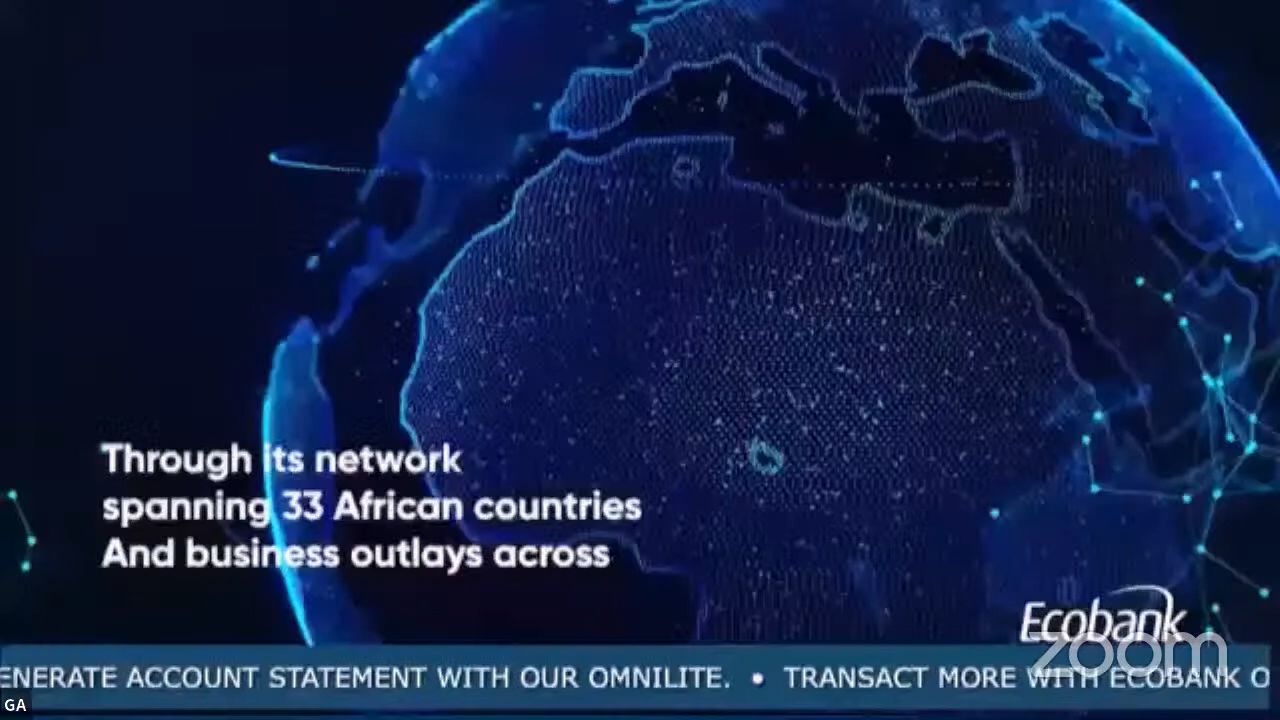 Through its network
spanning 33 African countries
And business outlays across
Ecobank
zoom
ENERATE ACCOUNT STATEMENT WITH OUR OMNILITE. • TRANSACT MORE WITH ECOBANK O
GA